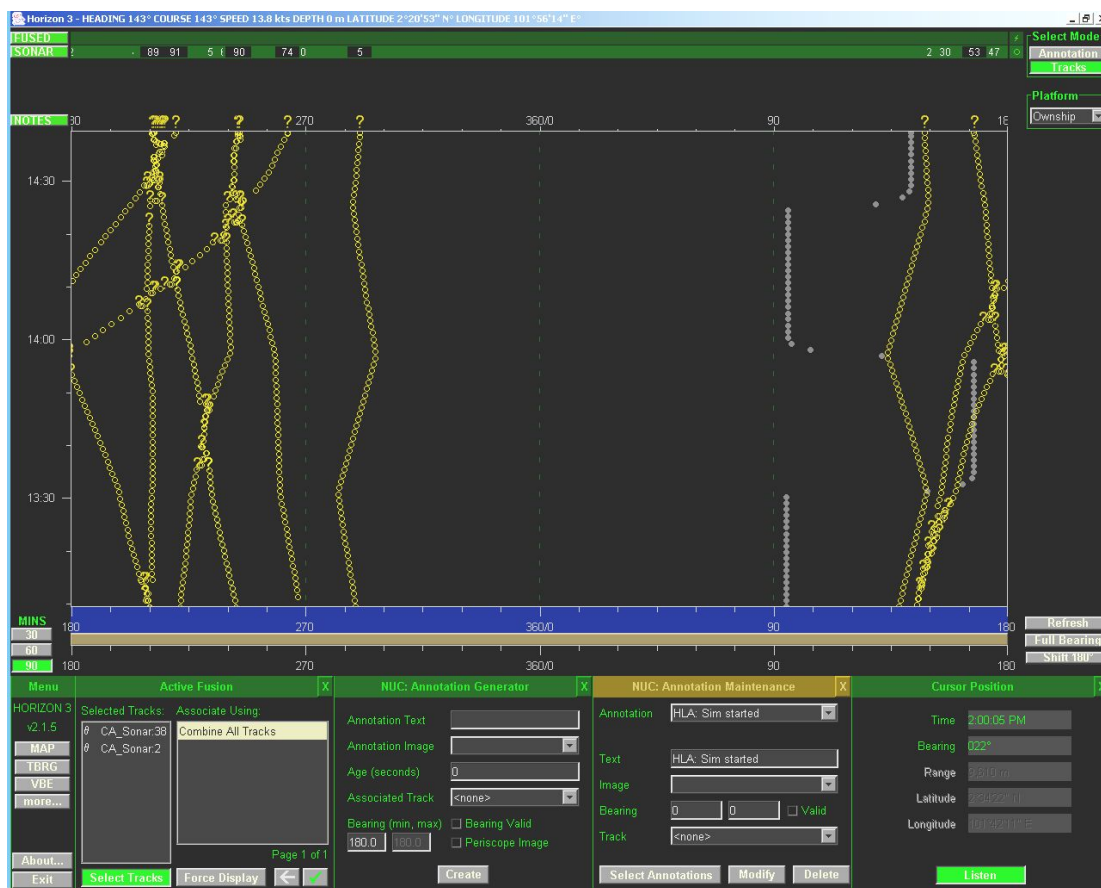 Horizon 3 - HEADING 143° COURSE 143° SPEED 13.8 kts DEPTH 0 m LATITUDE 2°20'53" N° LONGITUDE 101°56'14" E°
FUSED
SONAR 89 91 5 90 74 0 5 2 30 53 47
Select Mode
Annotation
Tracks
Platform
Ownship
NOTES
270 360/0 90
14:30
14:00
13:30
MINS
30
60
90
180 270 360/0 90 180
180 270 360/0 90 180
Refresh
Full Bearing
Shift 180°
Menu
HORIZON 3
v2.1.5
MAP
TBRG
VBE
more...
About...
Exit
Active Fusion X
Selected Tracks: Associate Using:
θ CA_Sonar:38
θ CA_Sonar:2
Combine All Tracks
Page 1 of 1
Select Tracks Force Display
NUC: Annotation Generator X
Annotation Text
Annotation Image
Age (seconds) 0
Associated Track <none>
Bearing (min, max) Bearing Valid
180.0 180.0 Periscope Image
Create
NUC: Annotation Maintenance X
Annotation HLA: Sim started
Text HLA: Sim started
Image
Bearing 0 0 Valid
Track <none>
Select Annotations Modify Delete
Cursor Position
Time 2:00:05 PM
Bearing 022°
Range
Latitude
Longitude
Listen